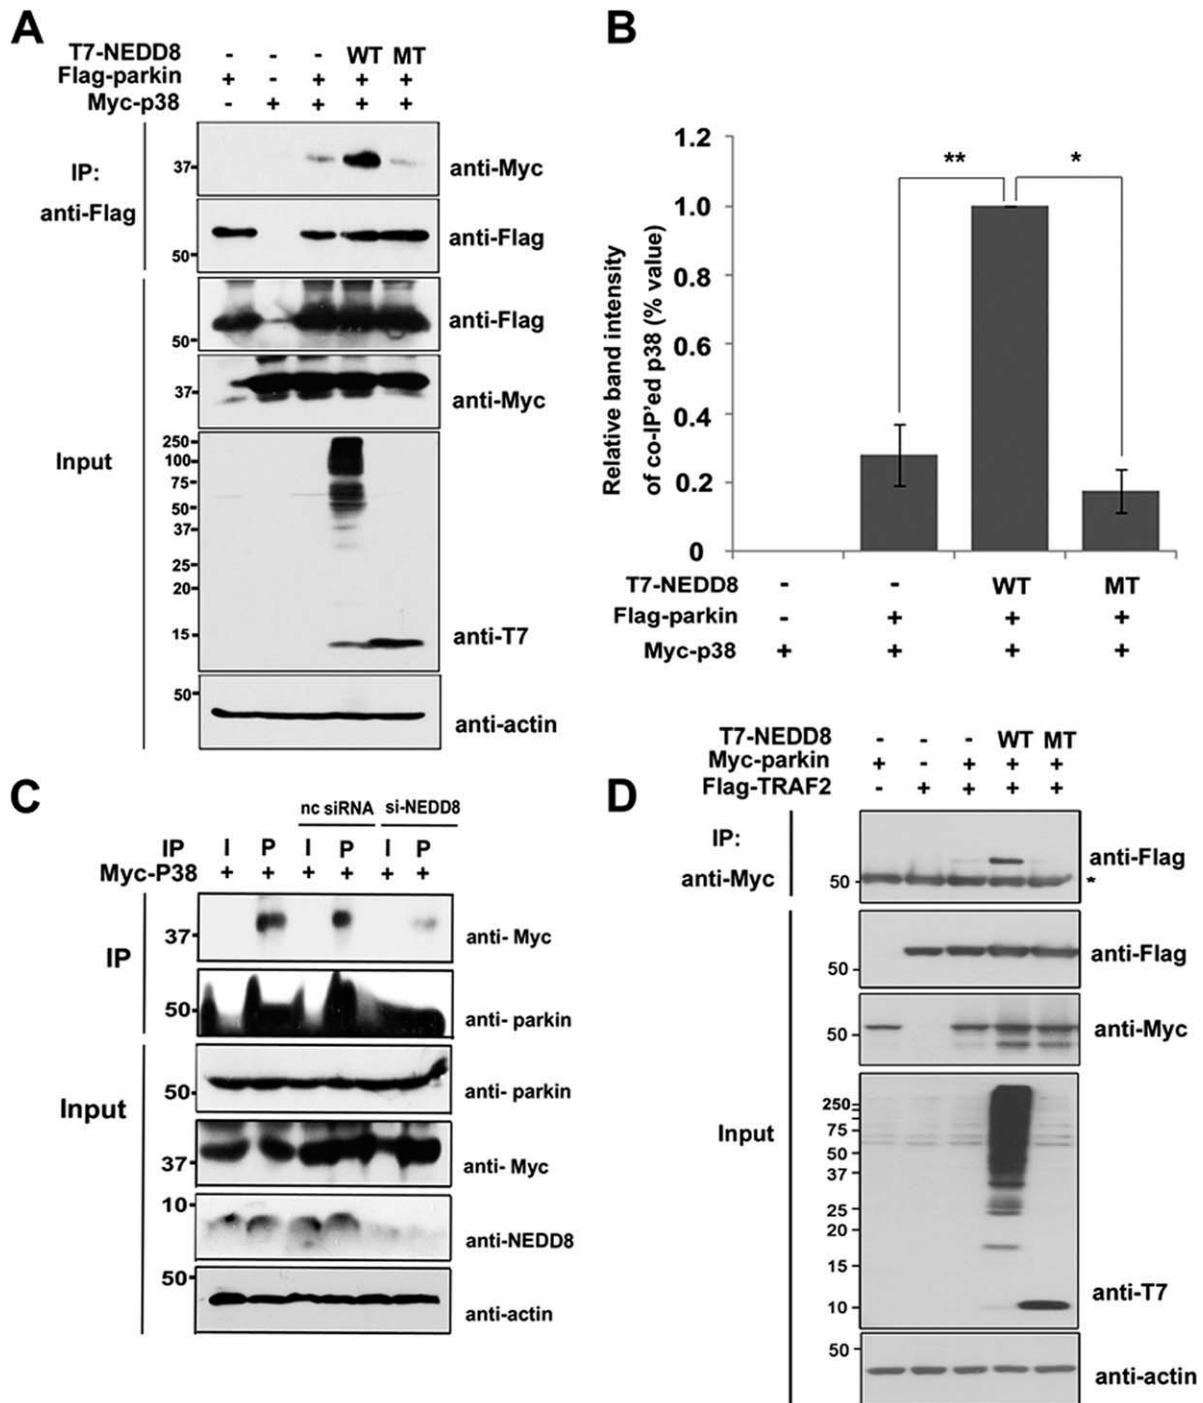 A
T7-NEDD8 - - - WT MT
Flag-parkin + - + + +
Myc-p38 - + + + +
IP:
anti-Flag
37
anti-Myc
50
anti-Flag
Input
50
anti-Flag
37
anti-Myc
250
100
75
50
37
25
20
15
anti-T7
50
anti-actin
B
Relative band intensity
of co-IP'ed p38 (% value)
1.2
1.0
0.8
0.6
0.4
0.2
0
** *
T7-NEDD8 - - WT MT
Flag-parkin - + + +
Myc-p38 + + + +
C
nc siRNA si-NEDD8
IP I P I P I P
Myc-P38 + + + + + +
IP
37
anti- Myc
50
anti- parkin
Input
50
anti- parkin
37
anti- Myc
10
anti-NEDD8
50
anti-actin
D
T7-NEDD8 - - - WT MT
Myc-parkin + - + + +
Flag-TRAF2 - + + + +
IP:
anti-Myc
anti-Flag
50 *
Input
50
anti-Flag
50
anti-Myc
250
75
50
37
25
20
15
10
anti-T7
50
anti-actin